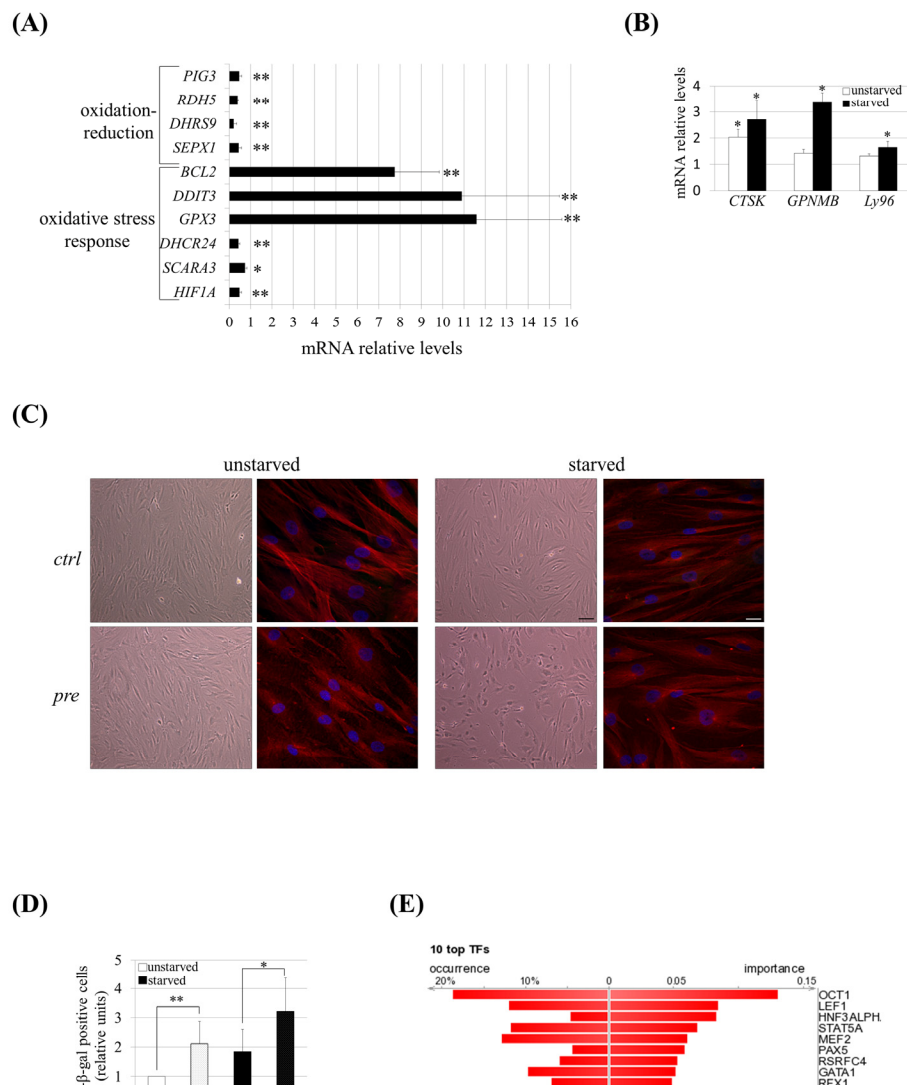 (A)
oxidation-
reduction
PIG3 **
RDH5 **
DHRS9 **
SEPX1 **
oxidative stress
response
BCL2 **
DDIT3 **
GPX3 **
DHCR24 **
SCARA3 *
HIF1A **
0 1 2 3 4 5 6 7 8 9 10 11 12 13 14 15 16
mRNA relative levels
(B)
mRNA relative levels
4
3
2
1
0
unstarved
starved
* * * *
CTSK GPNMB Ly96
(C)
unstarved starved
ctrl
pre
(D)
β-gal positive cells
(relative units)
5
4
3
2
1
unstarved
starved
** *
(E)
10 top TFs
occurrence importance
20% 10% 0 0.05 0.15
OCT1
LEF1
HNF3ALPH.
STAT5A
MEF2
PAX5
RSRFC4
GATA1